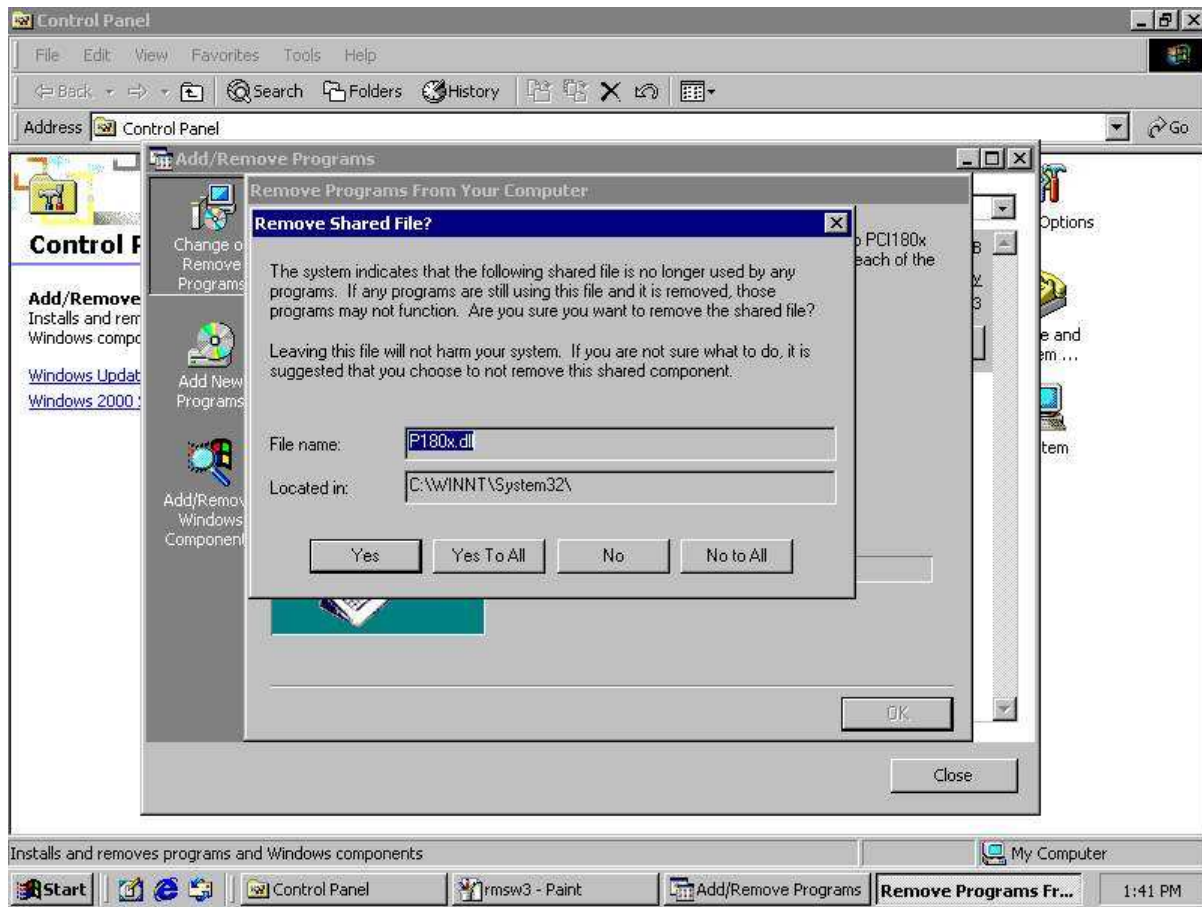 Control Panel
File Edit View Favorites Tools Help
Back Search Folders History
Address Control Panel Go
Add/Remove Programs
Remove Programs From Your Computer
Remove Shared File?
The system indicates that the following shared file is no longer used by any
programs. If any programs are still using this file and it is removed, those
programs may not function. Are you sure you want to remove the shared file?
Leaving this file will not harm your system. If you are not sure what to do, it is
suggested that you choose to not remove this shared component.
File name: P180x.dll
Located in: C:\WINNT\System32\
Yes Yes To All No No to All
PCI180x
each of the
OK
Close
Change o
Remove
Programs
Add New
Programs
Add/Remov
Windows
Component
Control P
Add/Remove
Installs and rem
Windows compo
Windows Updat
Windows 2000
Options
e and
em ...
tem
Installs and removes programs and Windows components My Computer
Start Control Panel rmsw3 - Paint Add/Remove Programs Remove Programs Fr... 1:41 PM